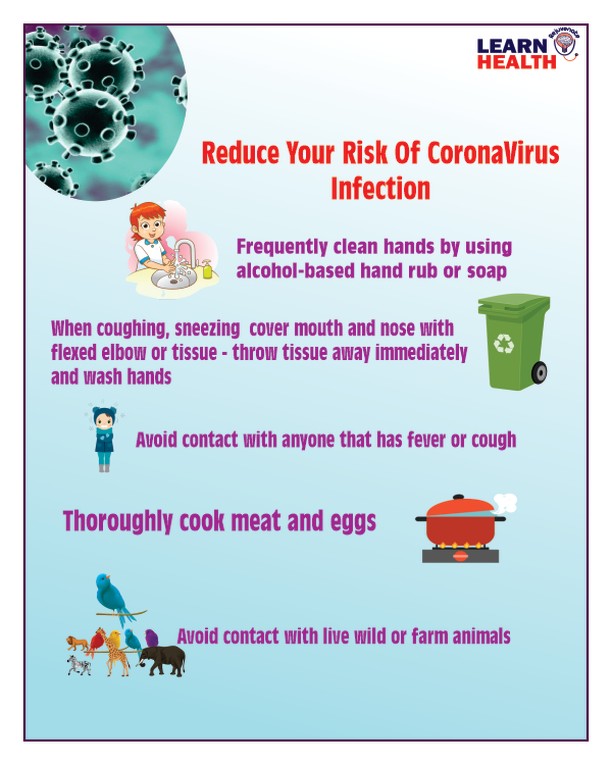 Rejuvenate
LEARN
HEALTH
Reduce Your Risk Of CoronaVirus
Infection
Frequently clean hands by using
alcohol-based hand rub or soap
When coughing, sneezing cover mouth and nose with
flexed elbow or tissue - throw tissue away immediately
and wash hands
Avoid contact with anyone that has fever or cough
Thoroughly cook meat and eggs
Avoid contact with live wild or farm animals